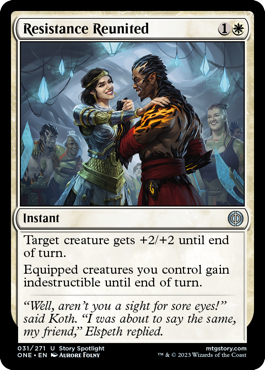 Resistance Reunited 1
Instant
Target creature gets +2/+2 until end
of turn.
Equipped creatures you control gain
indestructible until end of turn.
“Well, aren’t you a sight for sore eyes!”
said Koth. “I was about to say the same,
my friend,” Elspeth replied.
031/271 U Story Spotlight mtgstory.com
ONE • EN Aurore Folny ™ & © 2023 Wizards of the Coast